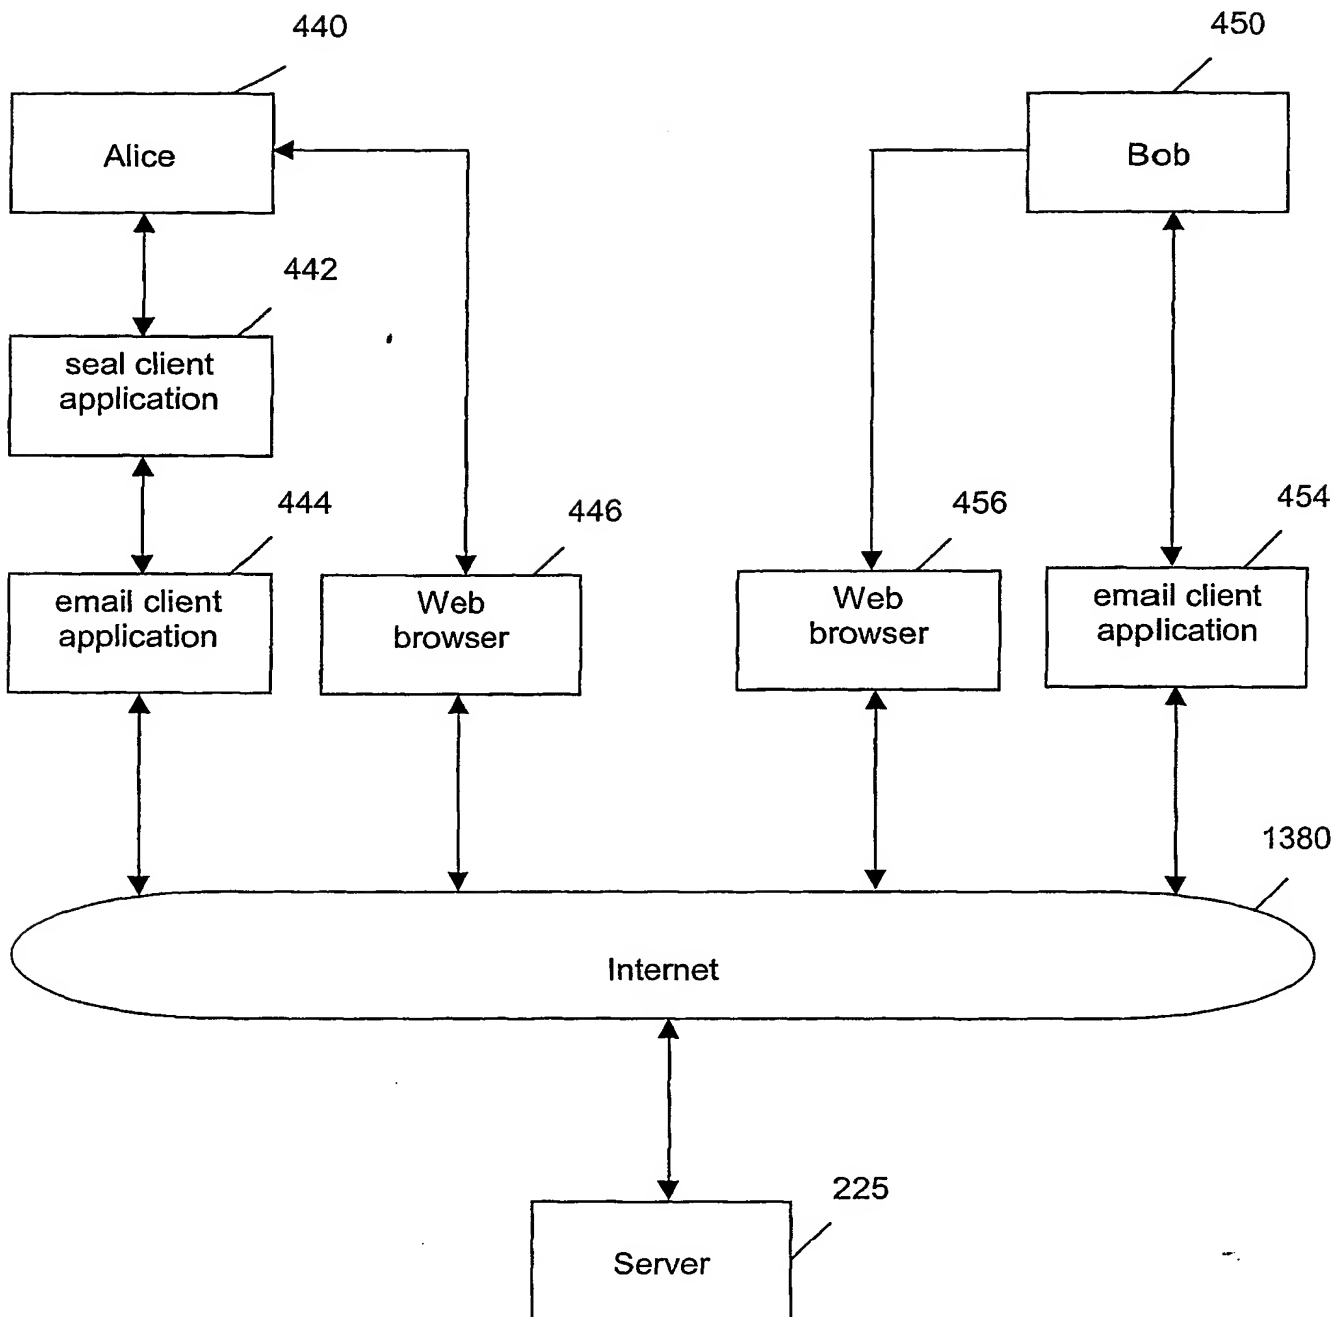 440
450
Alice
Bob
442
seal client
application
444
446
456
454
email client
application
Web
browser
Web
browser
email client
application
1380
Internet
225
Server